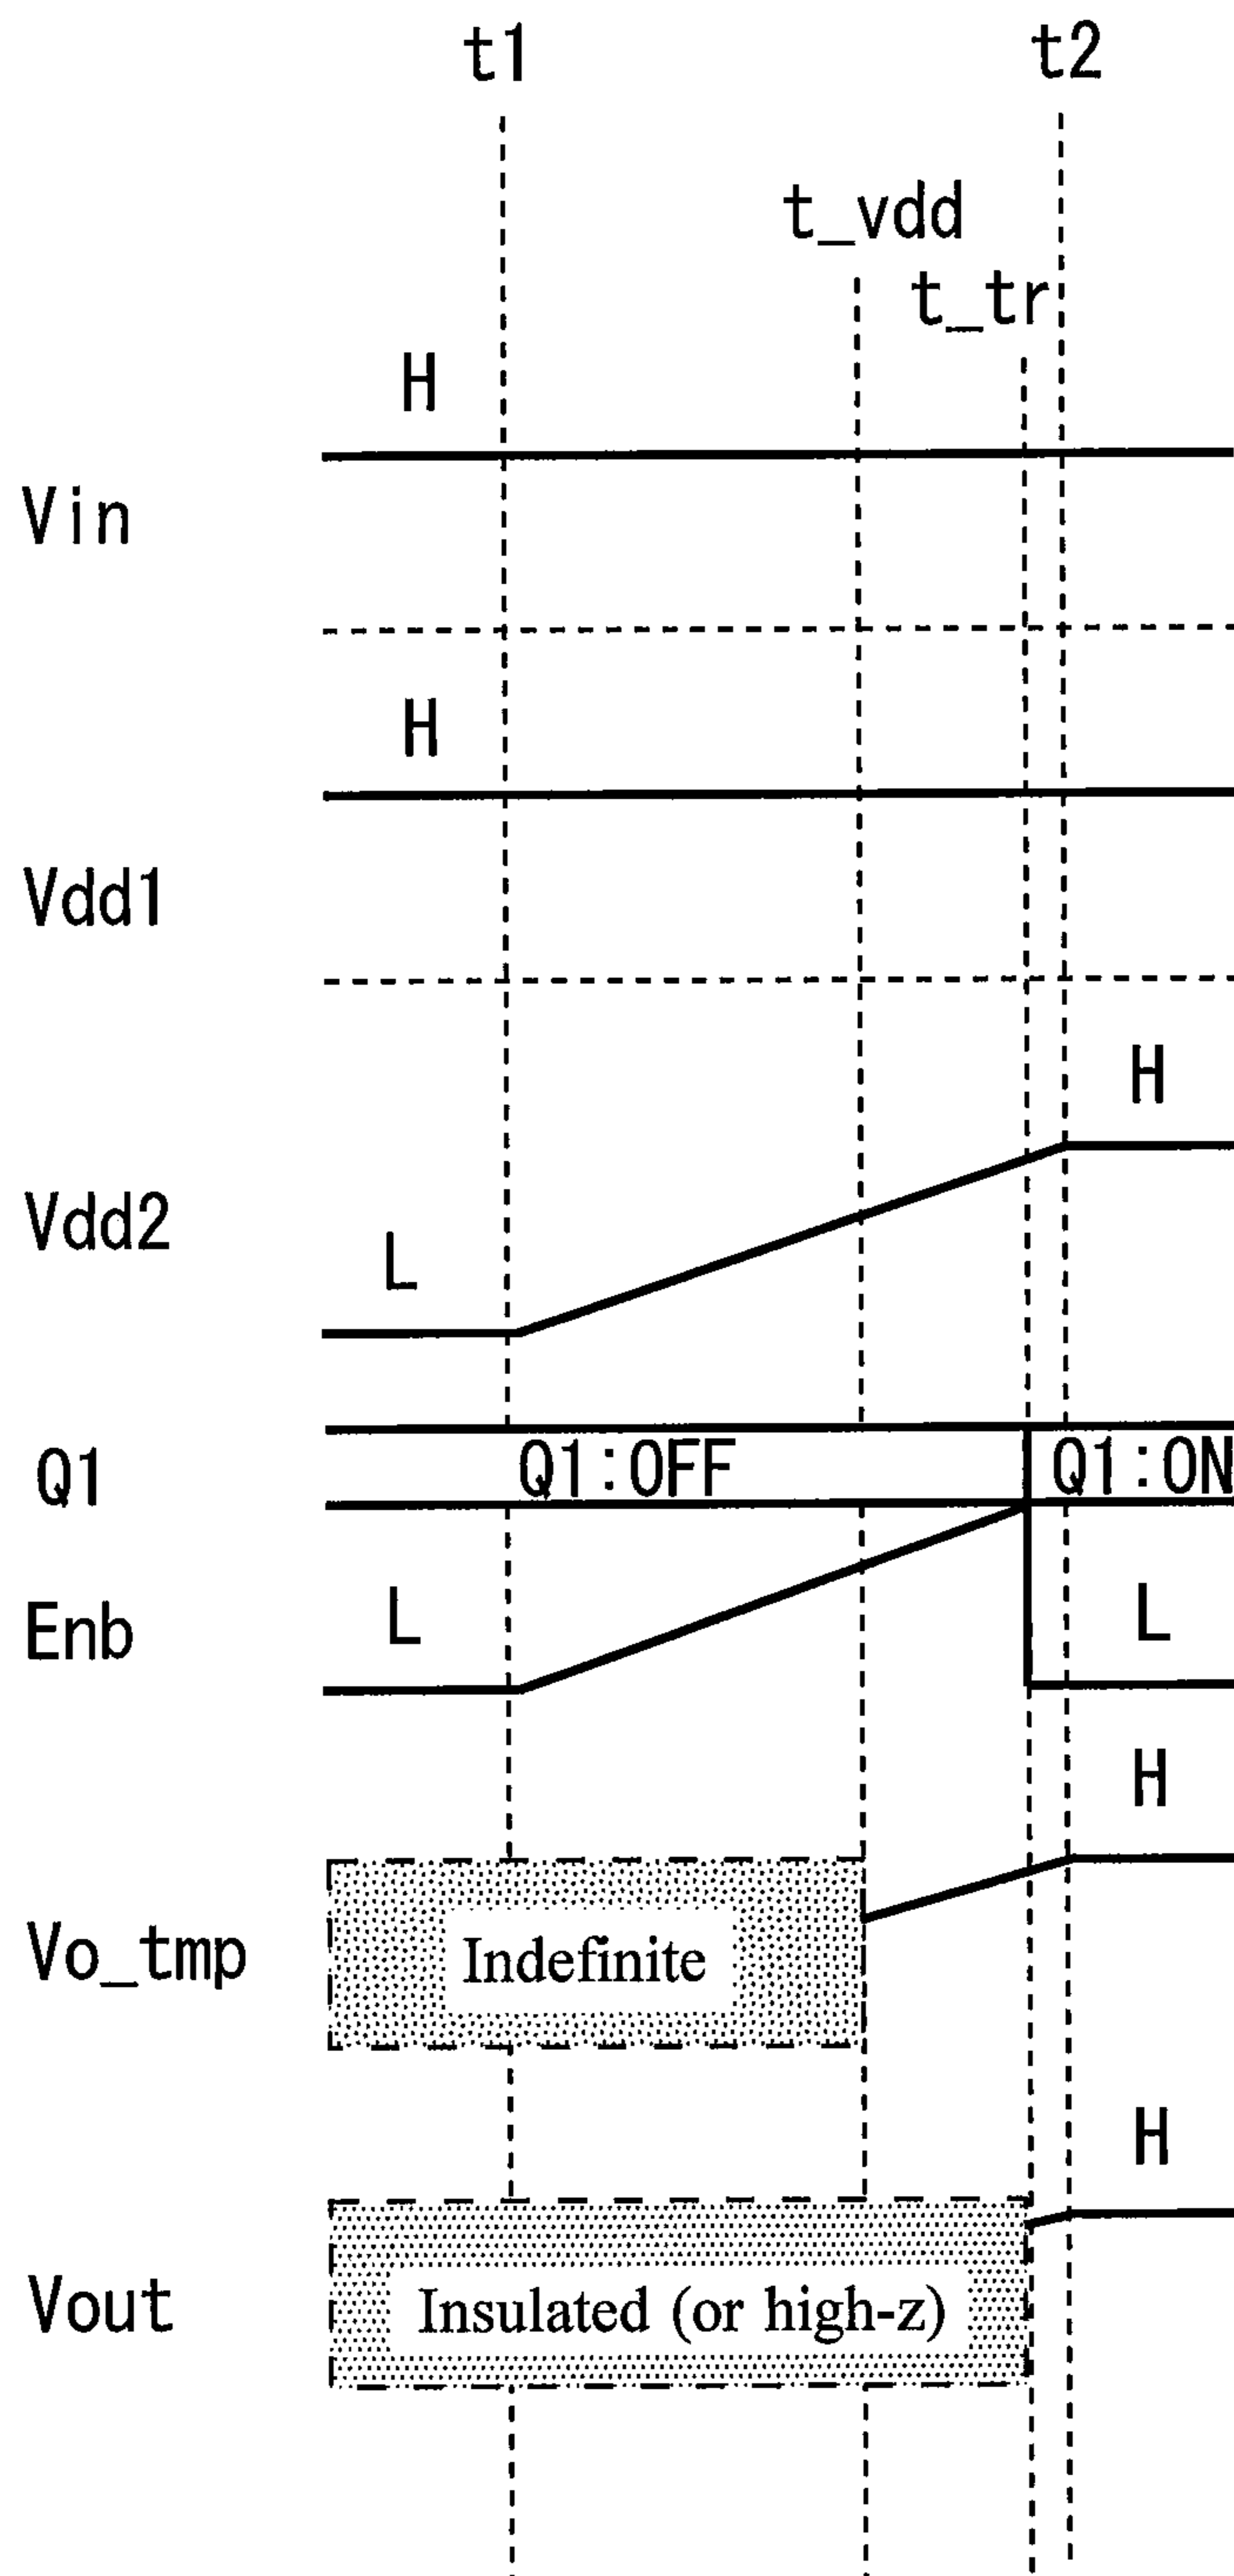 t1 t2
t_vdd
t_tr
H
Vin
H
Vdd1
H
Vdd2
L
Q1 Q1:OFF Q1:ON
L L
Enb
H
Vo_tmp Indefinite
H
Vout Insulated (or high-z)